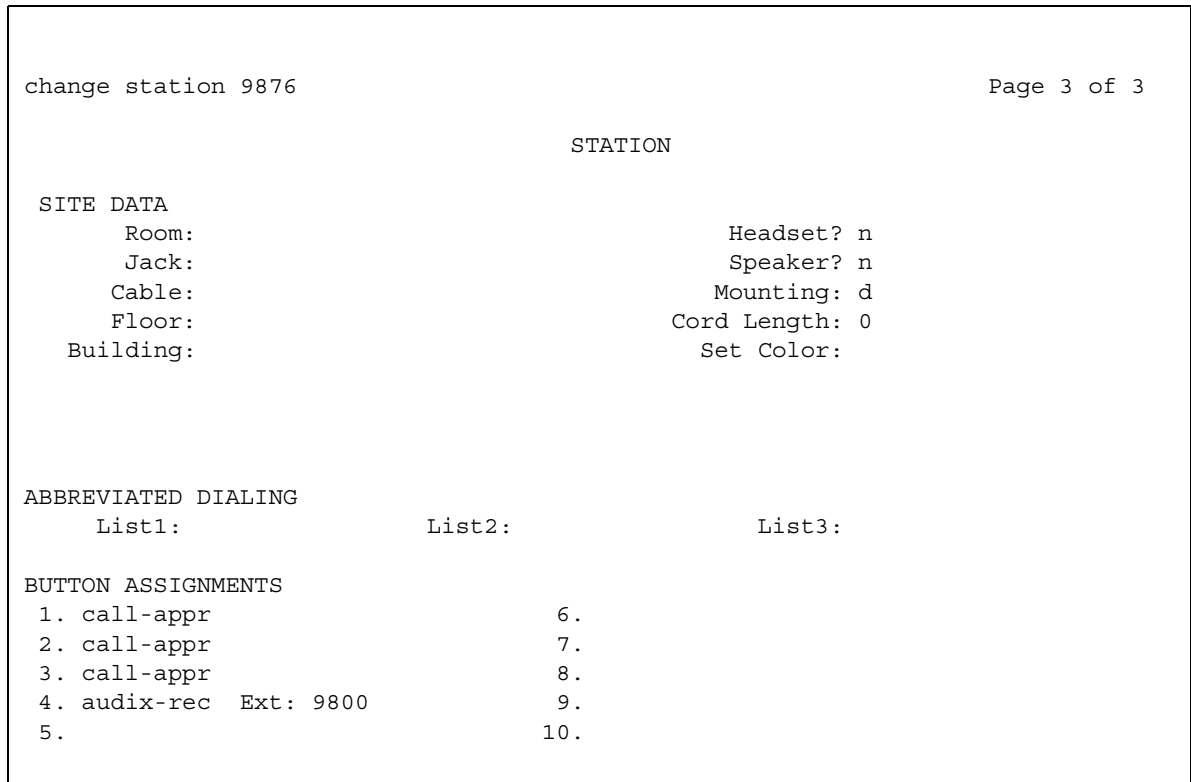 change station 9876 Page 3 of 3
STATION
SITE DATA
Room: Headset? n
Jack: Speaker? n
Cable: Mounting: d
Floor: Cord Length: 0
Building: Set Color:
ABBREVIATED DIALING
List1: List2: List3:
BUTTON ASSIGNMENTS
1. call-appr 6.
2. call-appr 7.
3. call-appr 8.
4. audix-rec Ext: 9800 9.
5. 10.